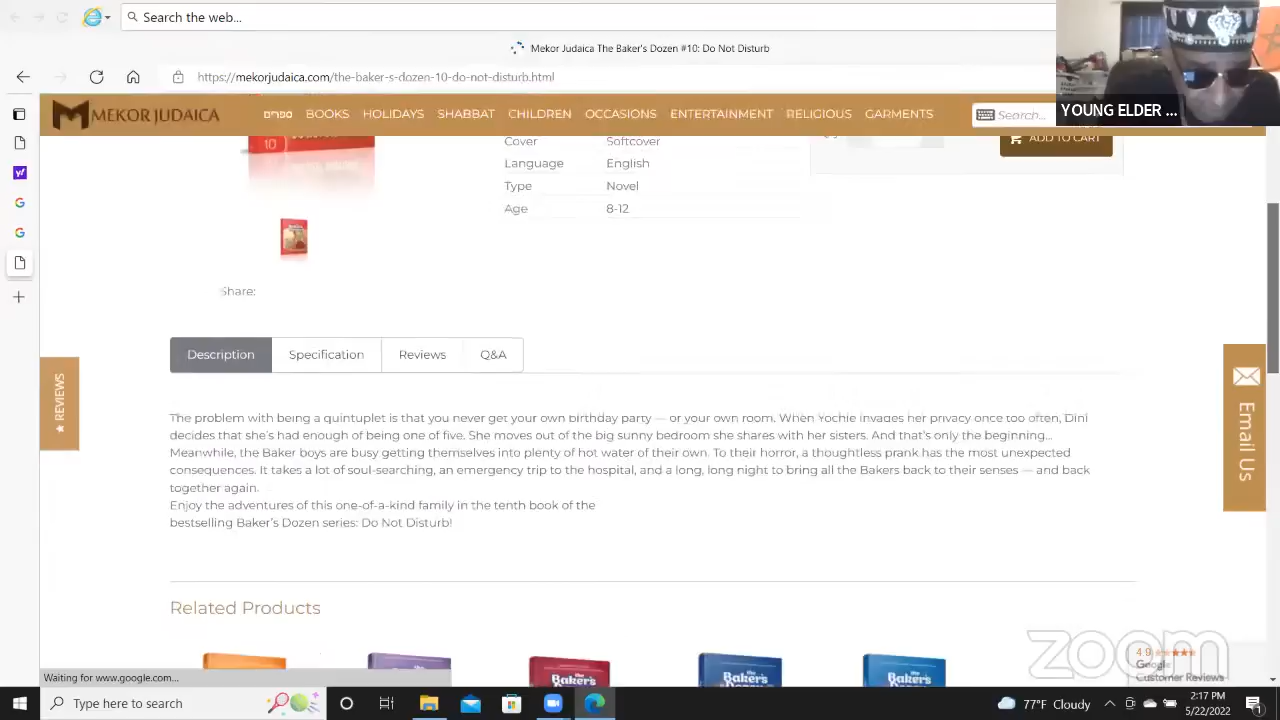 Search the web...
Mekor Judaica The Baker's Dozen #10: Do Not Disturb
https://mekorjudaica.com/the-baker-s-dozen-10-do-not-disturb.html
YOUNG ELDER ...
MEKOR JUDAICA
ספרים BOOKS HOLIDAYS SHABBAT CHILDREN OCCASIONS ENTERTAINMENT RELIGIOUS GARMENTS
Search...
ADD TO CART
10
Cover Softcover
Language English
Type Novel
Age 8-12
Share:
Description Specification Reviews Q&A
REVIEWS
Email Us
The problem with being a quintuplet is that you never get your own birthday party — or your own room. When Yochie invades her privacy once too often, Dini
decides that she's had enough of being one of five. She moves out of the big sunny bedroom she shares with her sisters. And that's only the beginning...
Meanwhile, the Baker boys are busy getting themselves into plenty of hot water of their own. To their horror, a thoughtless prank has the most unexpected
consequences. It takes a lot of soul-searching, an emergency trip to the hospital, and a long, long night to bring all the Bakers back to their senses — and back
together again.
Enjoy the adventures of this one-of-a-kind family in the tenth book of the
bestselling Baker's Dozen series: Do Not Disturb!
Related Products
the Baker's Dozen
the Baker's
zoom
4.9
Google
Customer Reviews
Waiting for www.google.com...
Type here to search
77°F Cloudy
2:17 PM
5/22/2022
1